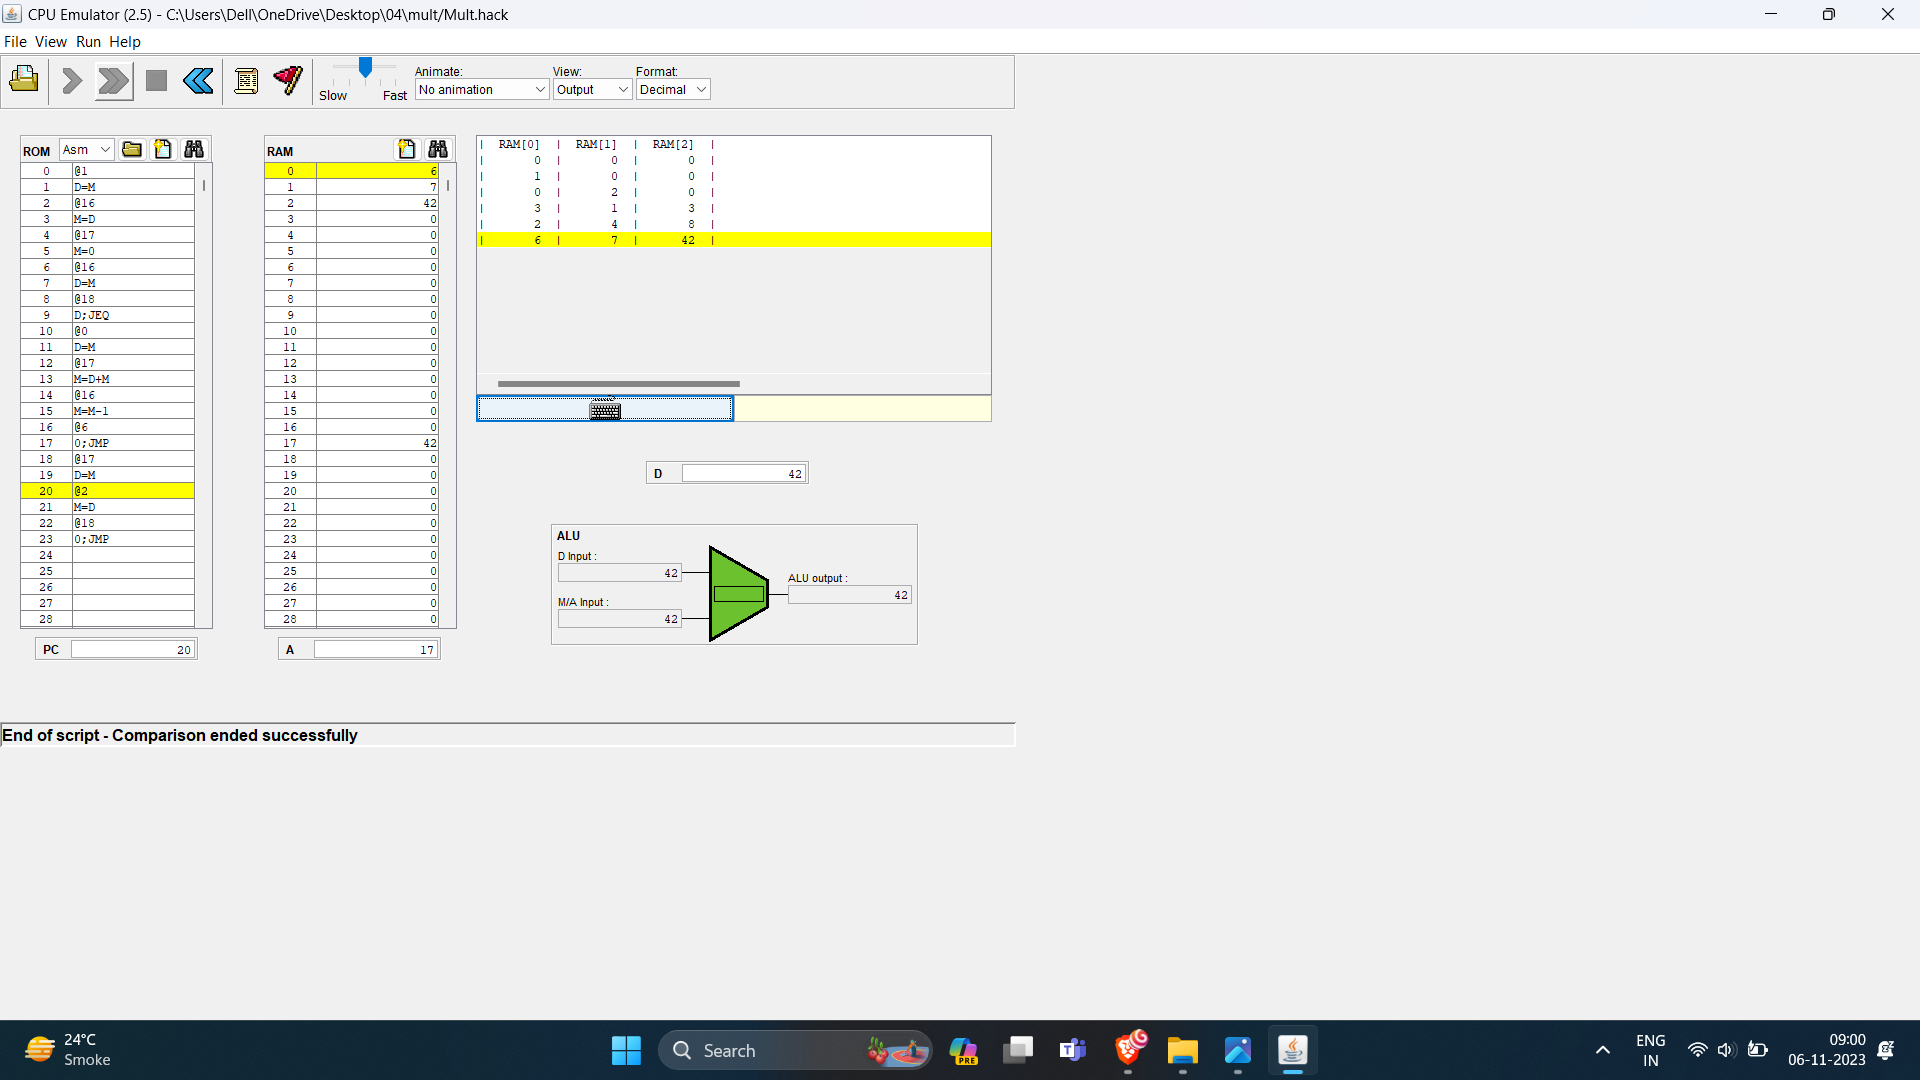 CPU Emulator (2.5) - C:\Users\Dell\OneDrive\Desktop\04\mult/Mult.hack
File View Run Help
Slow Fast
Animate:
No animation
View:
Output
Format:
Decimal
ROM Asm
0 @1
1 D=M
2 @16
3 M=D
4 @17
5 M=0
6 @16
7 D=M
8 @18
9 D;JEQ
10 @0
11 D=M
12 @17
13 M=D+M
14 @16
15 M=M-1
16 @6
17 0;JMP
18 @17
19 D=M
20 @2
21 M=D
22 @18
23 0;JMP
24
25
26
27
28
PC 20
RAM
0 6
1 7
2 42
3 0
4 0
5 0
6 0
7 0
8 0
9 0
10 0
11 0
12 0
13 0
14 0
15 0
16 0
17 42
18 0
19 0
20 0
21 0
22 0
23 0
24 0
25 0
26 0
27 0
28 0
A 17
| RAM[0] | RAM[1] | RAM[2] |
| 0 | 0 | 0 |
| 1 | 0 | 0 |
| 0 | 2 | 0 |
| 3 | 1 | 3 |
| 2 | 4 | 8 |
| 6 | 7 | 42 |
D 42
ALU
D Input :
42
M/A Input :
42
ALU output :
42
End of script - Comparison ended successfully
24°C
Smoke
Search
PRE
ENG
IN
09:00
06-11-2023